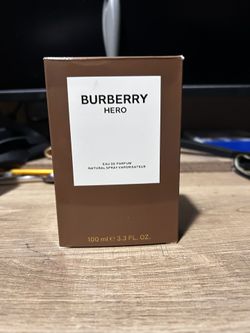 BURBERRY
HERO
EAU DE PARFUM
NATURAL SPRAY VAPORISATEUR
100 ml ℮ 3.3 FL. OZ.